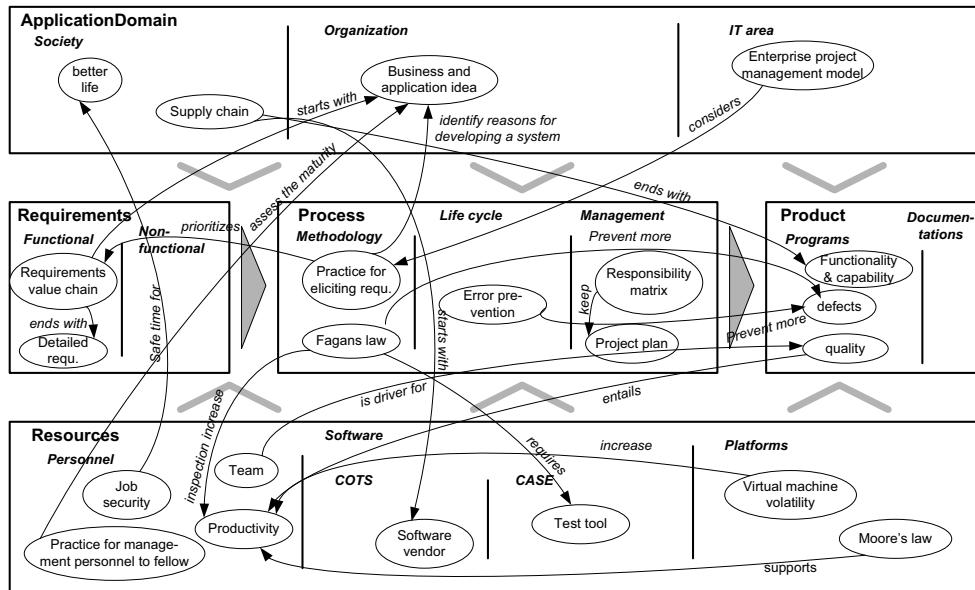 ApplicationDomain
Society
Organization
IT area
better
life
Supply chain
Business and
application idea
Enterprise project
management model
starts with
identify reasons for
developing a system
considers
assess the maturity
ends with
Requirements
Functional
Non-
functional
prioritizes
Requirements
value chain
ends with
Detailed
requ.
Safe time for
Process
Methodology
Life cycle
Management
Prevent more
Practice for
eliciting requ.
Fagans law
Error pre-
vention
Responsibility
matrix
keep
Project plan
starts with
Product
Programs
Documen-
tations
Functionality
& capability
defects
Prevent more
quality
is driver for
entails
Resources
Personnel
Software
Platforms
inspection increase
Team
requires
increase
COTS
CASE
Job
security
Productivity
Software
vendor
Test tool
Virtual machine
volatility
Practice for manage-
ment personnel to fellow
Moore's law
supports